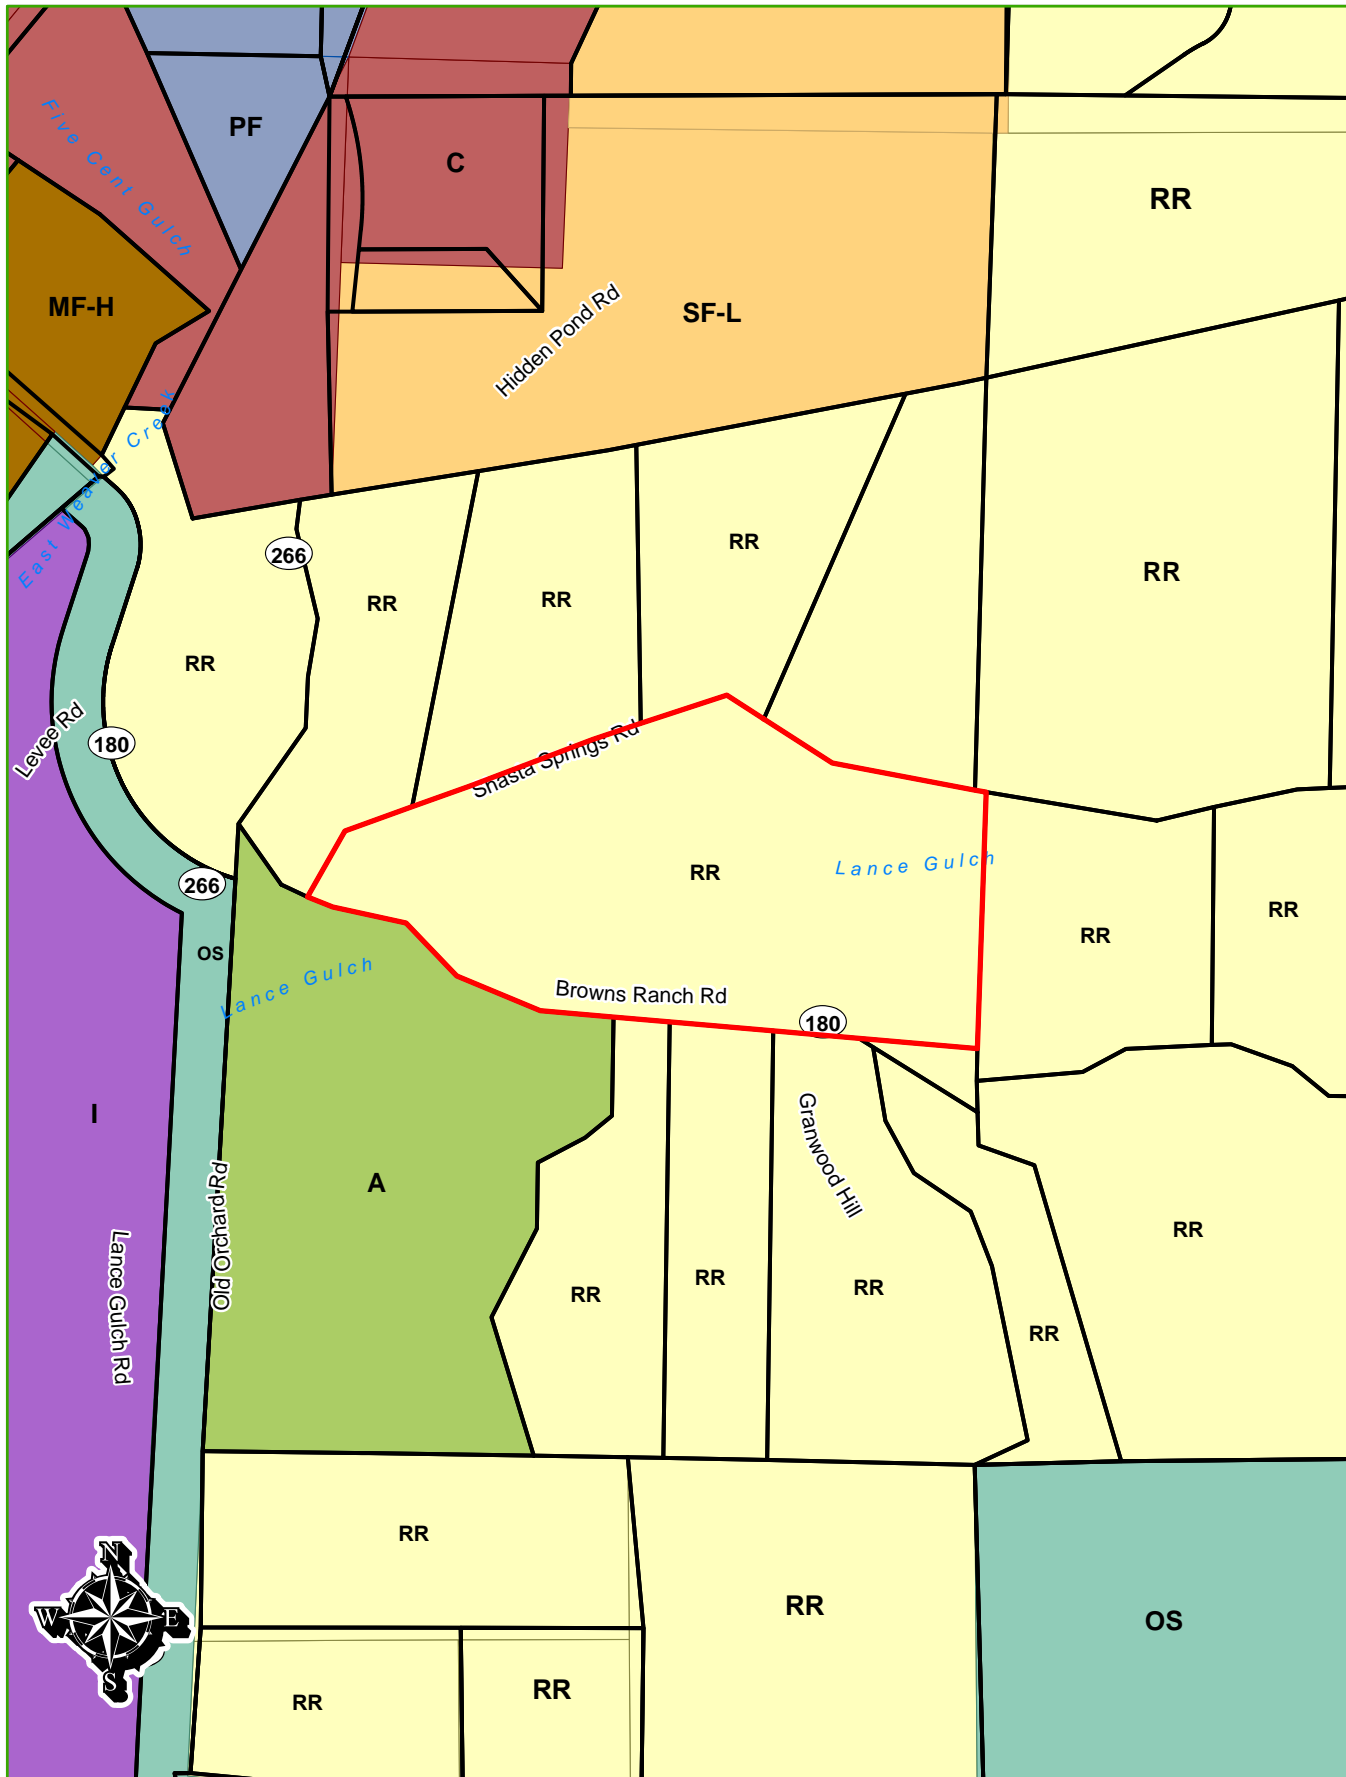 Five Cent Gulch
PF
C
RR
MF-H
SF-L
Hidden Pond Rd
East Weaver Creek
266
RR
RR
RR
RR
RR
Levee Rd
180
Shasta Springs Rd
266
RR
Lance Gulch
RR
RR
OS
Lance Gulch
Browns Ranch Rd
180
I
A
Granwood Hill
Old Orchard Rd
Lance Gulch Rd
RR
RR
RR
RR
RR
RR
N
W
E
S
RR
OS
RR
RR